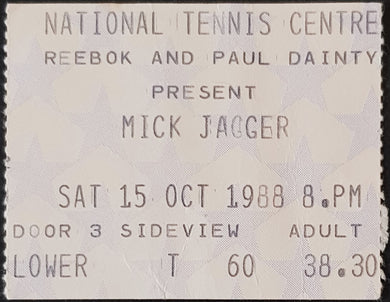 NATIONAL TENNIS CENTRE
REEBOK AND PAUL DAINTY
PRESENT
MICK JAGGER
SAT 15 OCT 1988 8.PM
DOOR 3 SIDEVIEW ADULT
LOWER T 60 38.30